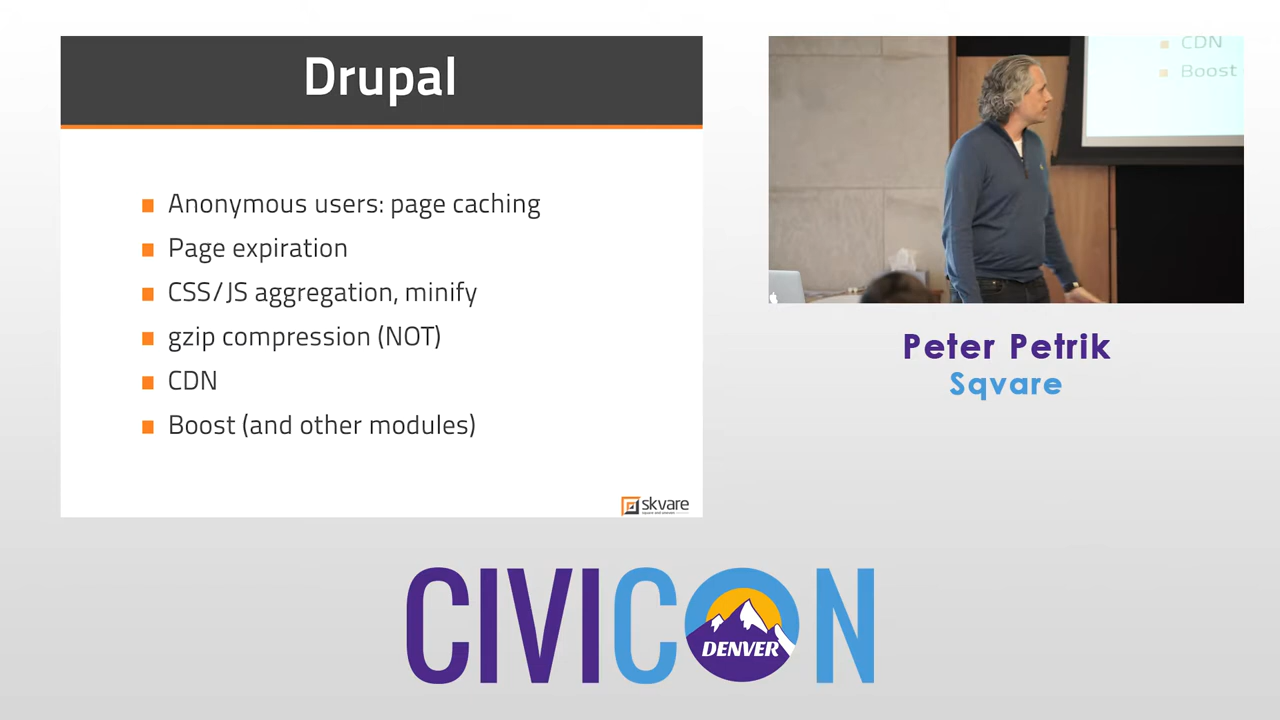 Drupal
Anonymous users: page caching
Page expiration
CSS/JS aggregation, minify
gzip compression (NOT)
CDN
Boost (and other modules)
skvare
CDN
Boost
Peter Petrik
Sqvare
CIVICON
DENVER